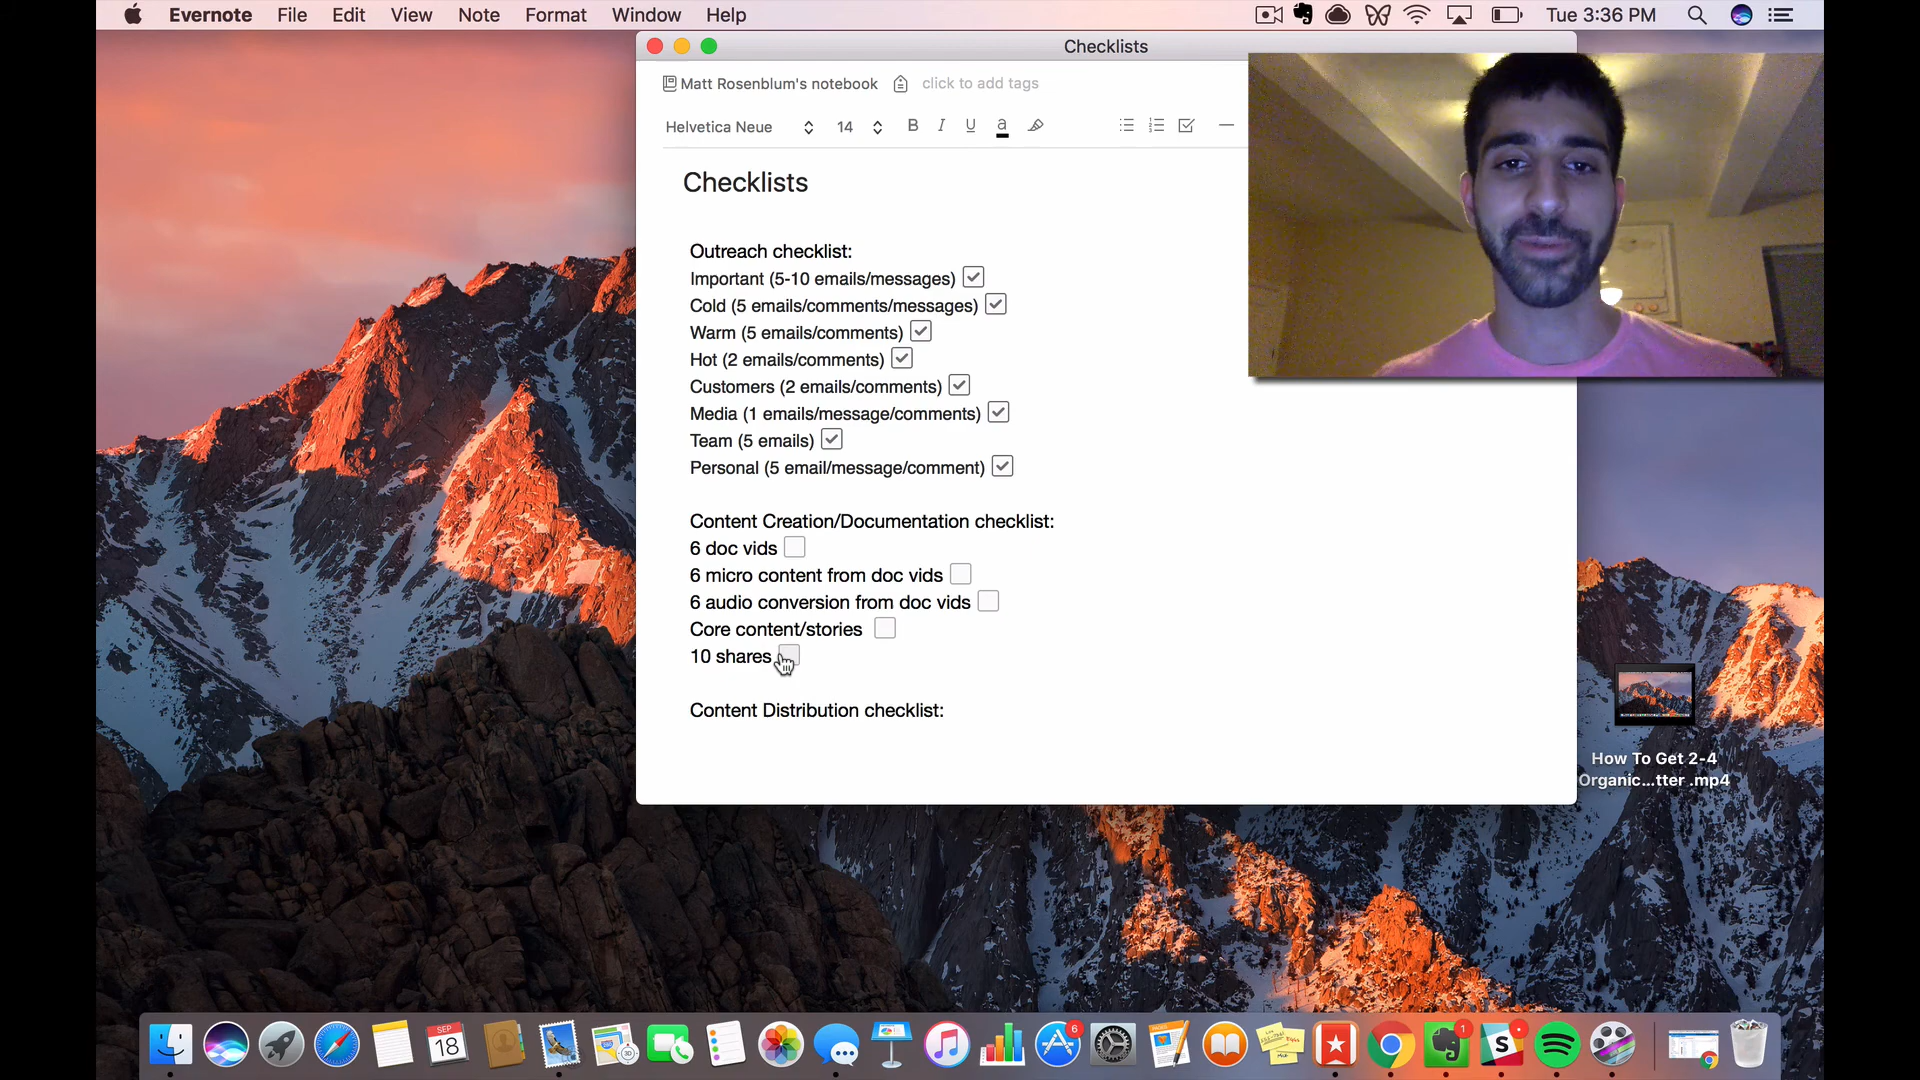 Evernote File Edit View Note Format Window Help Tue 3:36 PM
Checklists
Matt Rosenblum's notebook click to add tags
Helvetica Neue 14 B I U a
Checklists
Outreach checklist:
Important (5-10 emails/messages)
Cold (5 emails/comments/messages)
Warm (5 emails/comments)
Hot (2 emails/comments)
Customers (2 emails/comments)
Media (1 emails/message/comments)
Team (5 emails)
Personal (5 email/message/comment)
Content Creation/Documentation checklist:
6 doc vids
6 micro content from doc vids
6 audio conversion from doc vids
Core content/stories
10 shares
Content Distribution checklist:
How To Get 2-4
Organic...tter .mp4
SEP
18
3D
6
PAGES
1
S